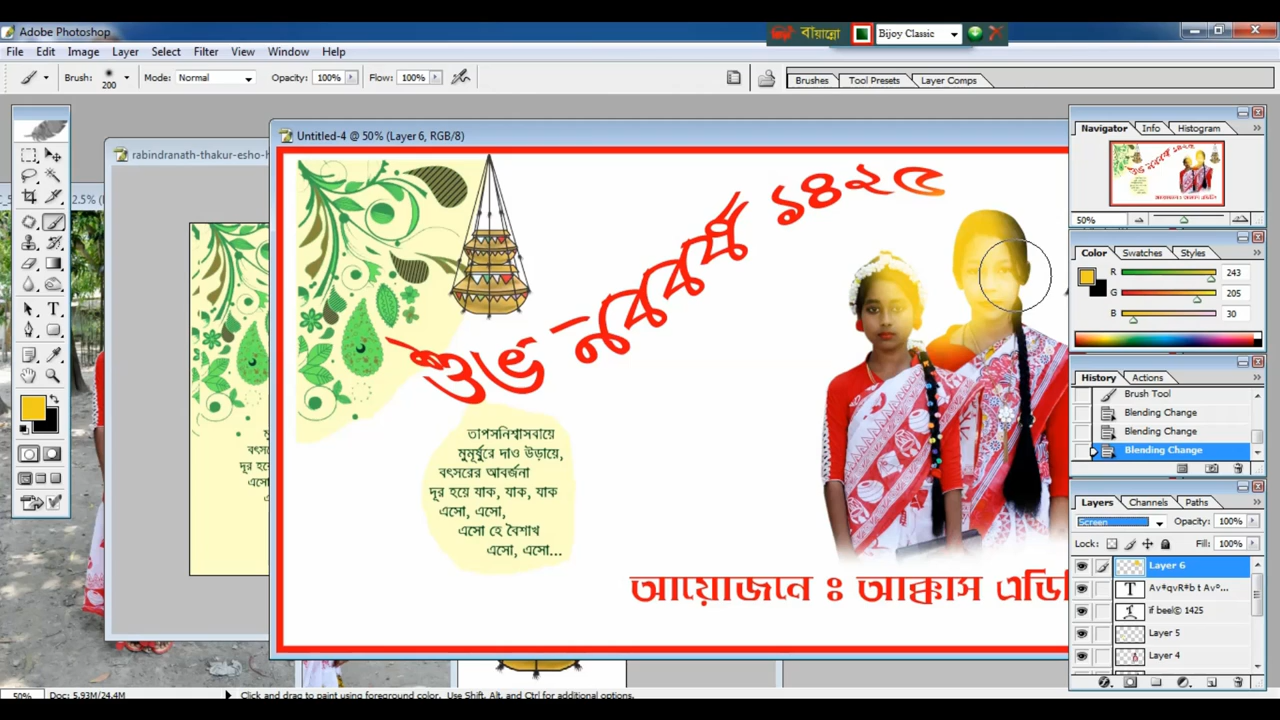 Adobe Photoshop
বাঁয়ান্নো
Bijoy Classic
File Edit Image Layer Select Filter View Window Help
Brush: 200 Mode: Normal Opacity: 100% Flow: 100%
Brushes Tool Presets Layer Comps
rabindranath-thakur-esho-h
Untitled-4 @ 50% (Layer 6, RGB/8)
2.5%
শুভ নববর্ষ ১৪২৫
তাপসনিশ্বাসবায়ে
মুমূর্ষুরে দাও উড়ায়ে,
বৎসরের আবর্জনা
দূর হয়ে যাক, যাক, যাক
এসো, এসো,
এসো হে বৈশাখ
এসো, এসো...
আয়োজনে ঃ আক্কাস এডিটি
Navigator Info Histogram
50%
Color Swatches Styles
R 243
G 205
B 30
History Actions
Brush Tool
Blending Change
Blending Change
Blending Change
Layers Channels Paths
Screen Opacity: 100%
Lock: Fill: 100%
Layer 6
T Av*qvR*b t Av°...
if beel© 1425
Layer 5
Layer 4
50% Doc: 5.93M/24.4M Click and drag to paint using foreground color. Use Shift, Alt, and Ctrl for additional options.